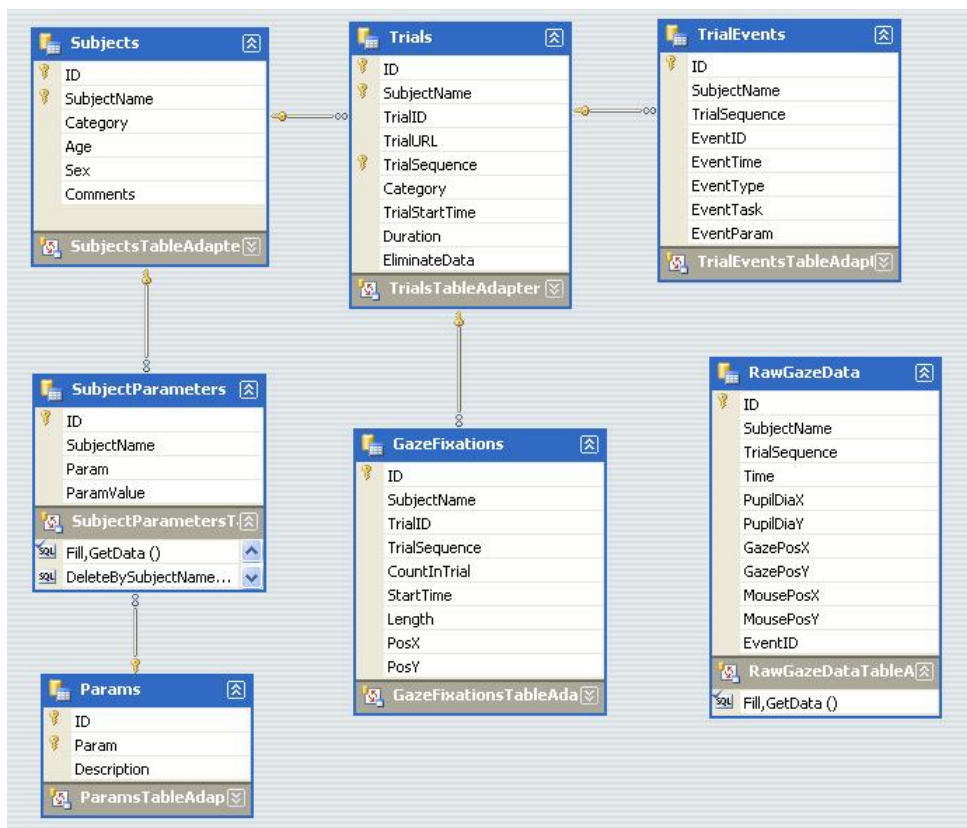 Subjects
ID
SubjectName
Category
Age
Sex
Comments
SubjectsTableAdapte
Trials
ID
SubjectName
TrialID
TrialURL
TrialSequence
Category
TrialStartTime
Duration
EliminateData
TrialsTableAdapter
TrialEvents
ID
SubjectName
TrialSequence
EventID
EventTime
EventType
EventTask
EventParam
TrialEventsTableAdapt
SubjectParameters
ID
SubjectName
Param
ParamValue
SubjectParametersT
SQL Fill,GetData ()
SQL DeleteBySubjectName...
GazeFixations
ID
SubjectName
TrialID
TrialSequence
CountInTrial
StartTime
Length
PosX
PosY
GazeFixationsTableAda
RawGazeData
ID
SubjectName
TrialSequence
Time
PupilDiaX
PupilDiaY
GazePosX
GazePosY
MousePosX
MousePosY
EventID
RawGazeDataTableA
SQL Fill,GetData ()
Params
ID
Param
Description
ParamsTableAdap